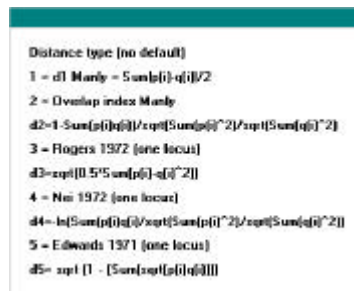 Distance type (no default)
1 = d1 Manly = Sum|p(i)-q(i)|/2
2 = Overlap index Manly
d2=1-Sum(p(i)q(i))/sqrt(Sum(p(i)^2)/sqrt(Sum(q(i)^2)
3 = Rogers 1972 (one locus)
d3=sqrt(0.5*Sum(p(i)-q(i)^2))
4 = Nei 1972 (one locus)
d4=-ln(Sum(p(i)q(i)/sqrt(Sum(p(i)^2)/sqrt(Sum(q(i)^2)
5 = Edwards 1971 (one locus)
d5= sqrt (1 - (Sum(sqrt(p(i)q(i))))